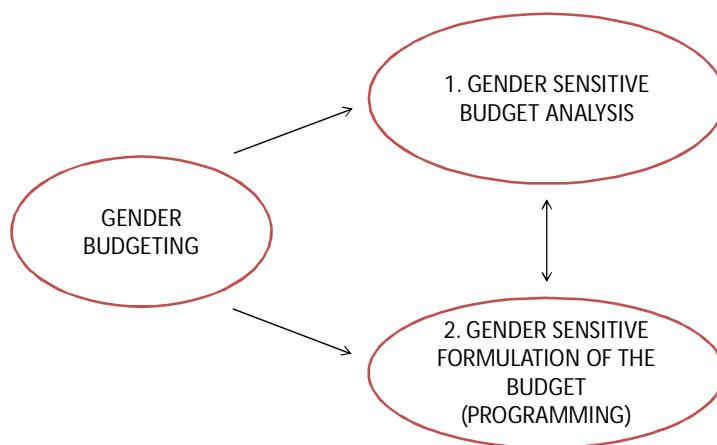 1. GENDER SENSITIVE
BUDGET ANALYSIS
GENDER
BUDGETING
2. GENDER SENSITIVE
FORMULATION OF THE
BUDGET
(PROGRAMMING)